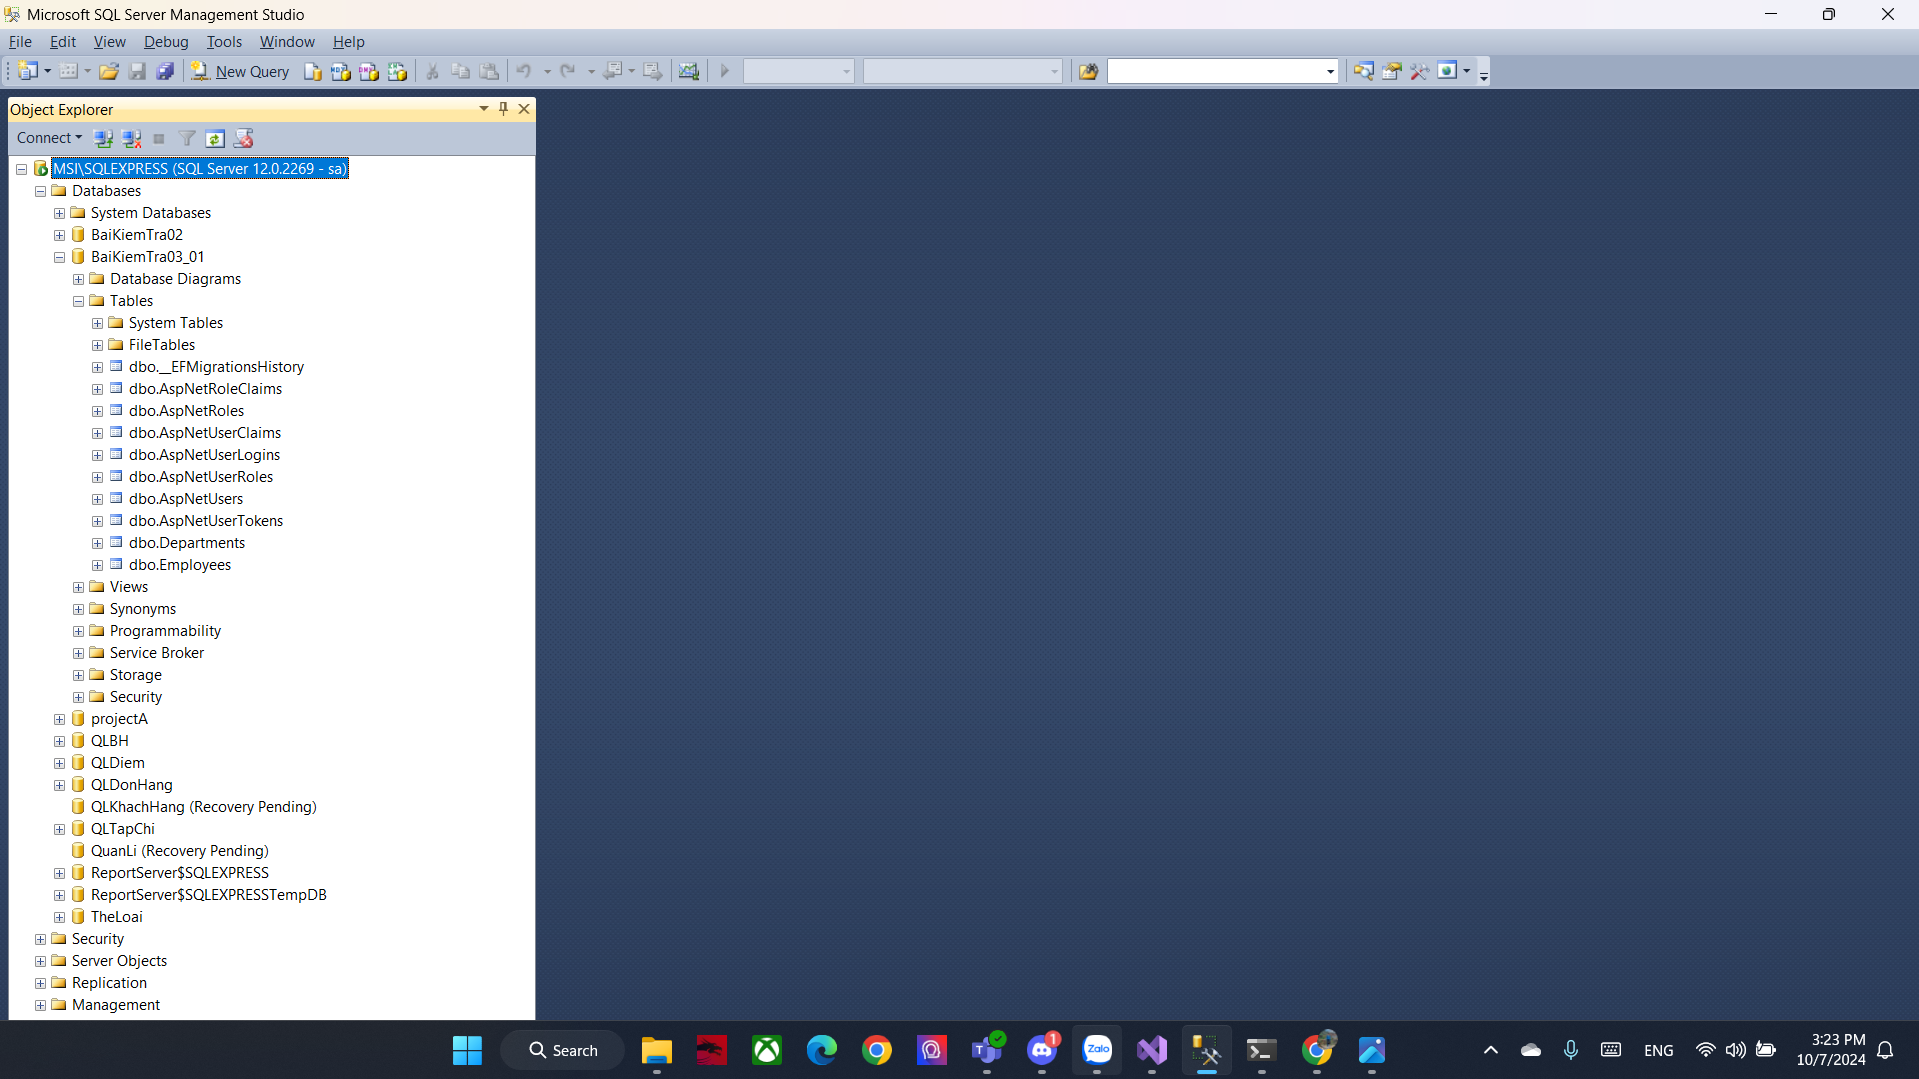 Microsoft SQL Server Management Studio
File Edit View Debug Tools Window Help
New Query
Object Explorer
Connect
MSI\SQLEXPRESS (SQL Server 12.0.2269 - sa)
Databases
System Databases
BaiKiemTra02
BaiKiemTra03_01
Database Diagrams
Tables
System Tables
FileTables
dbo.__EFMigrationsHistory
dbo.AspNetRoleClaims
dbo.AspNetRoles
dbo.AspNetUserClaims
dbo.AspNetUserLogins
dbo.AspNetUserRoles
dbo.AspNetUsers
dbo.AspNetUserTokens
dbo.Departments
dbo.Employees
Views
Synonyms
Programmability
Service Broker
Storage
Security
projectA
QLBH
QLDiem
QLDonHang
QLKhachHang (Recovery Pending)
QLTapChi
QuanLi (Recovery Pending)
ReportServer$SQLEXPRESS
ReportServer$SQLEXPRESSTempDB
TheLoai
Security
Server Objects
Replication
Management
Search
1
Zalo
ENG
3:23 PM
10/7/2024